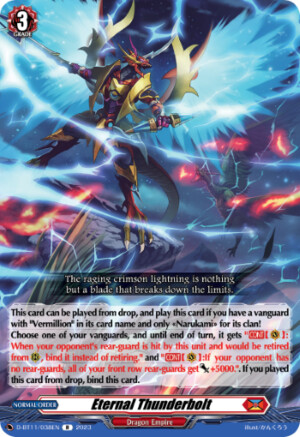 3
GRADE
The raging crimson lightning is nothing
but a blade that breaks down the limits.
This card can be played from drop, and play this card if you have a vanguard
with "Vermillion" in its card name and only «Narukami» for its clan!
Choose one of your vanguards, and until end of turn, it gets "CONT:
When your opponent's rear-guard is hit by this unit and would be retired
from, bind it instead of retiring." and "CONT:If your opponent has
no rear-guards, all of your front row rear-guards get +5000.". If you played
this card from drop, bind this card.
NORMAL ORDER
Eternal Thunderbolt
D-BT11/038EN R 2023
Dragon Empire